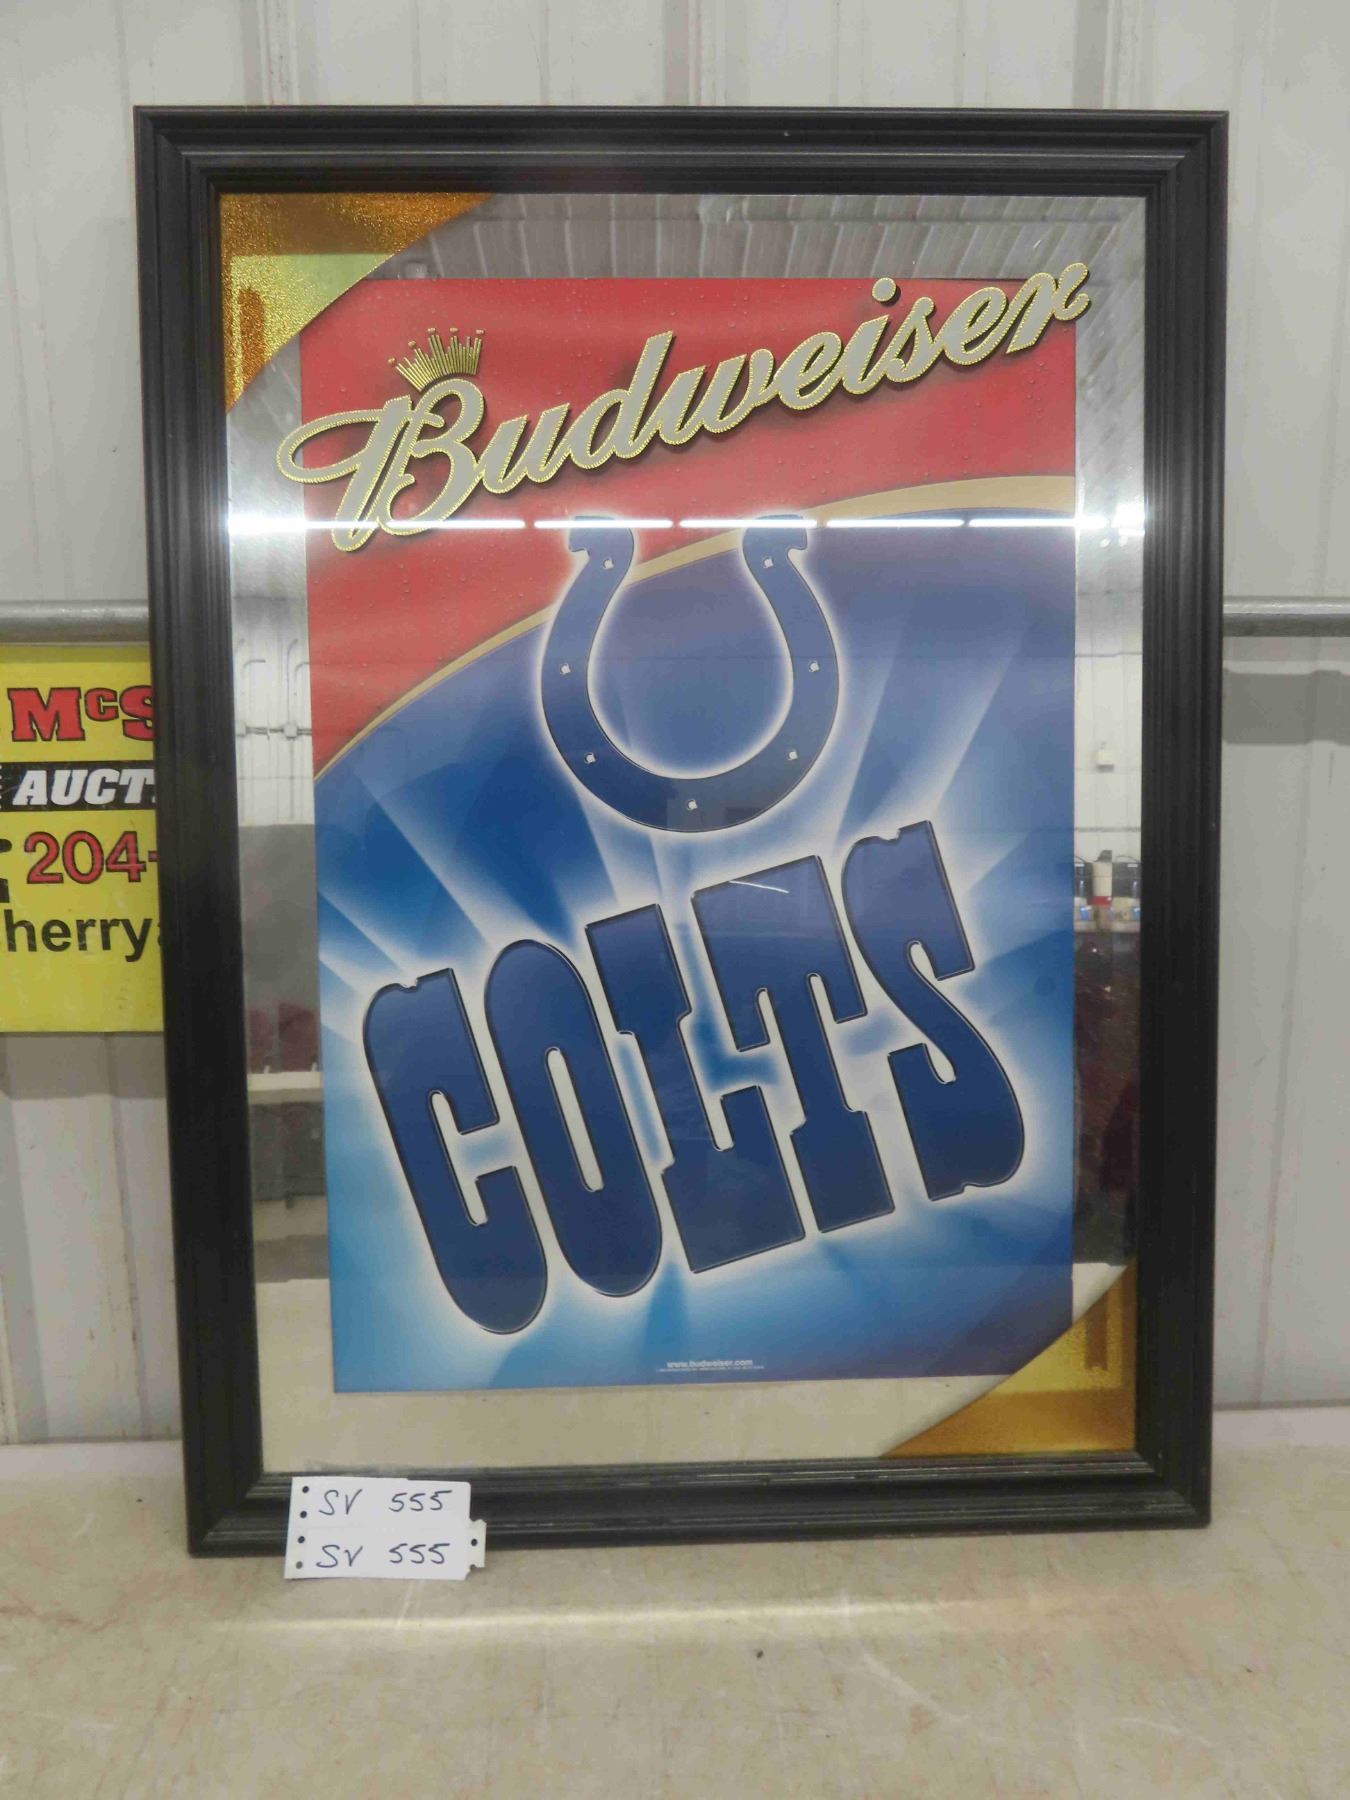 Budweiser
McS
AUCT
204-
herry
COLTS
www.budweiser.com
SV 555
SV 555